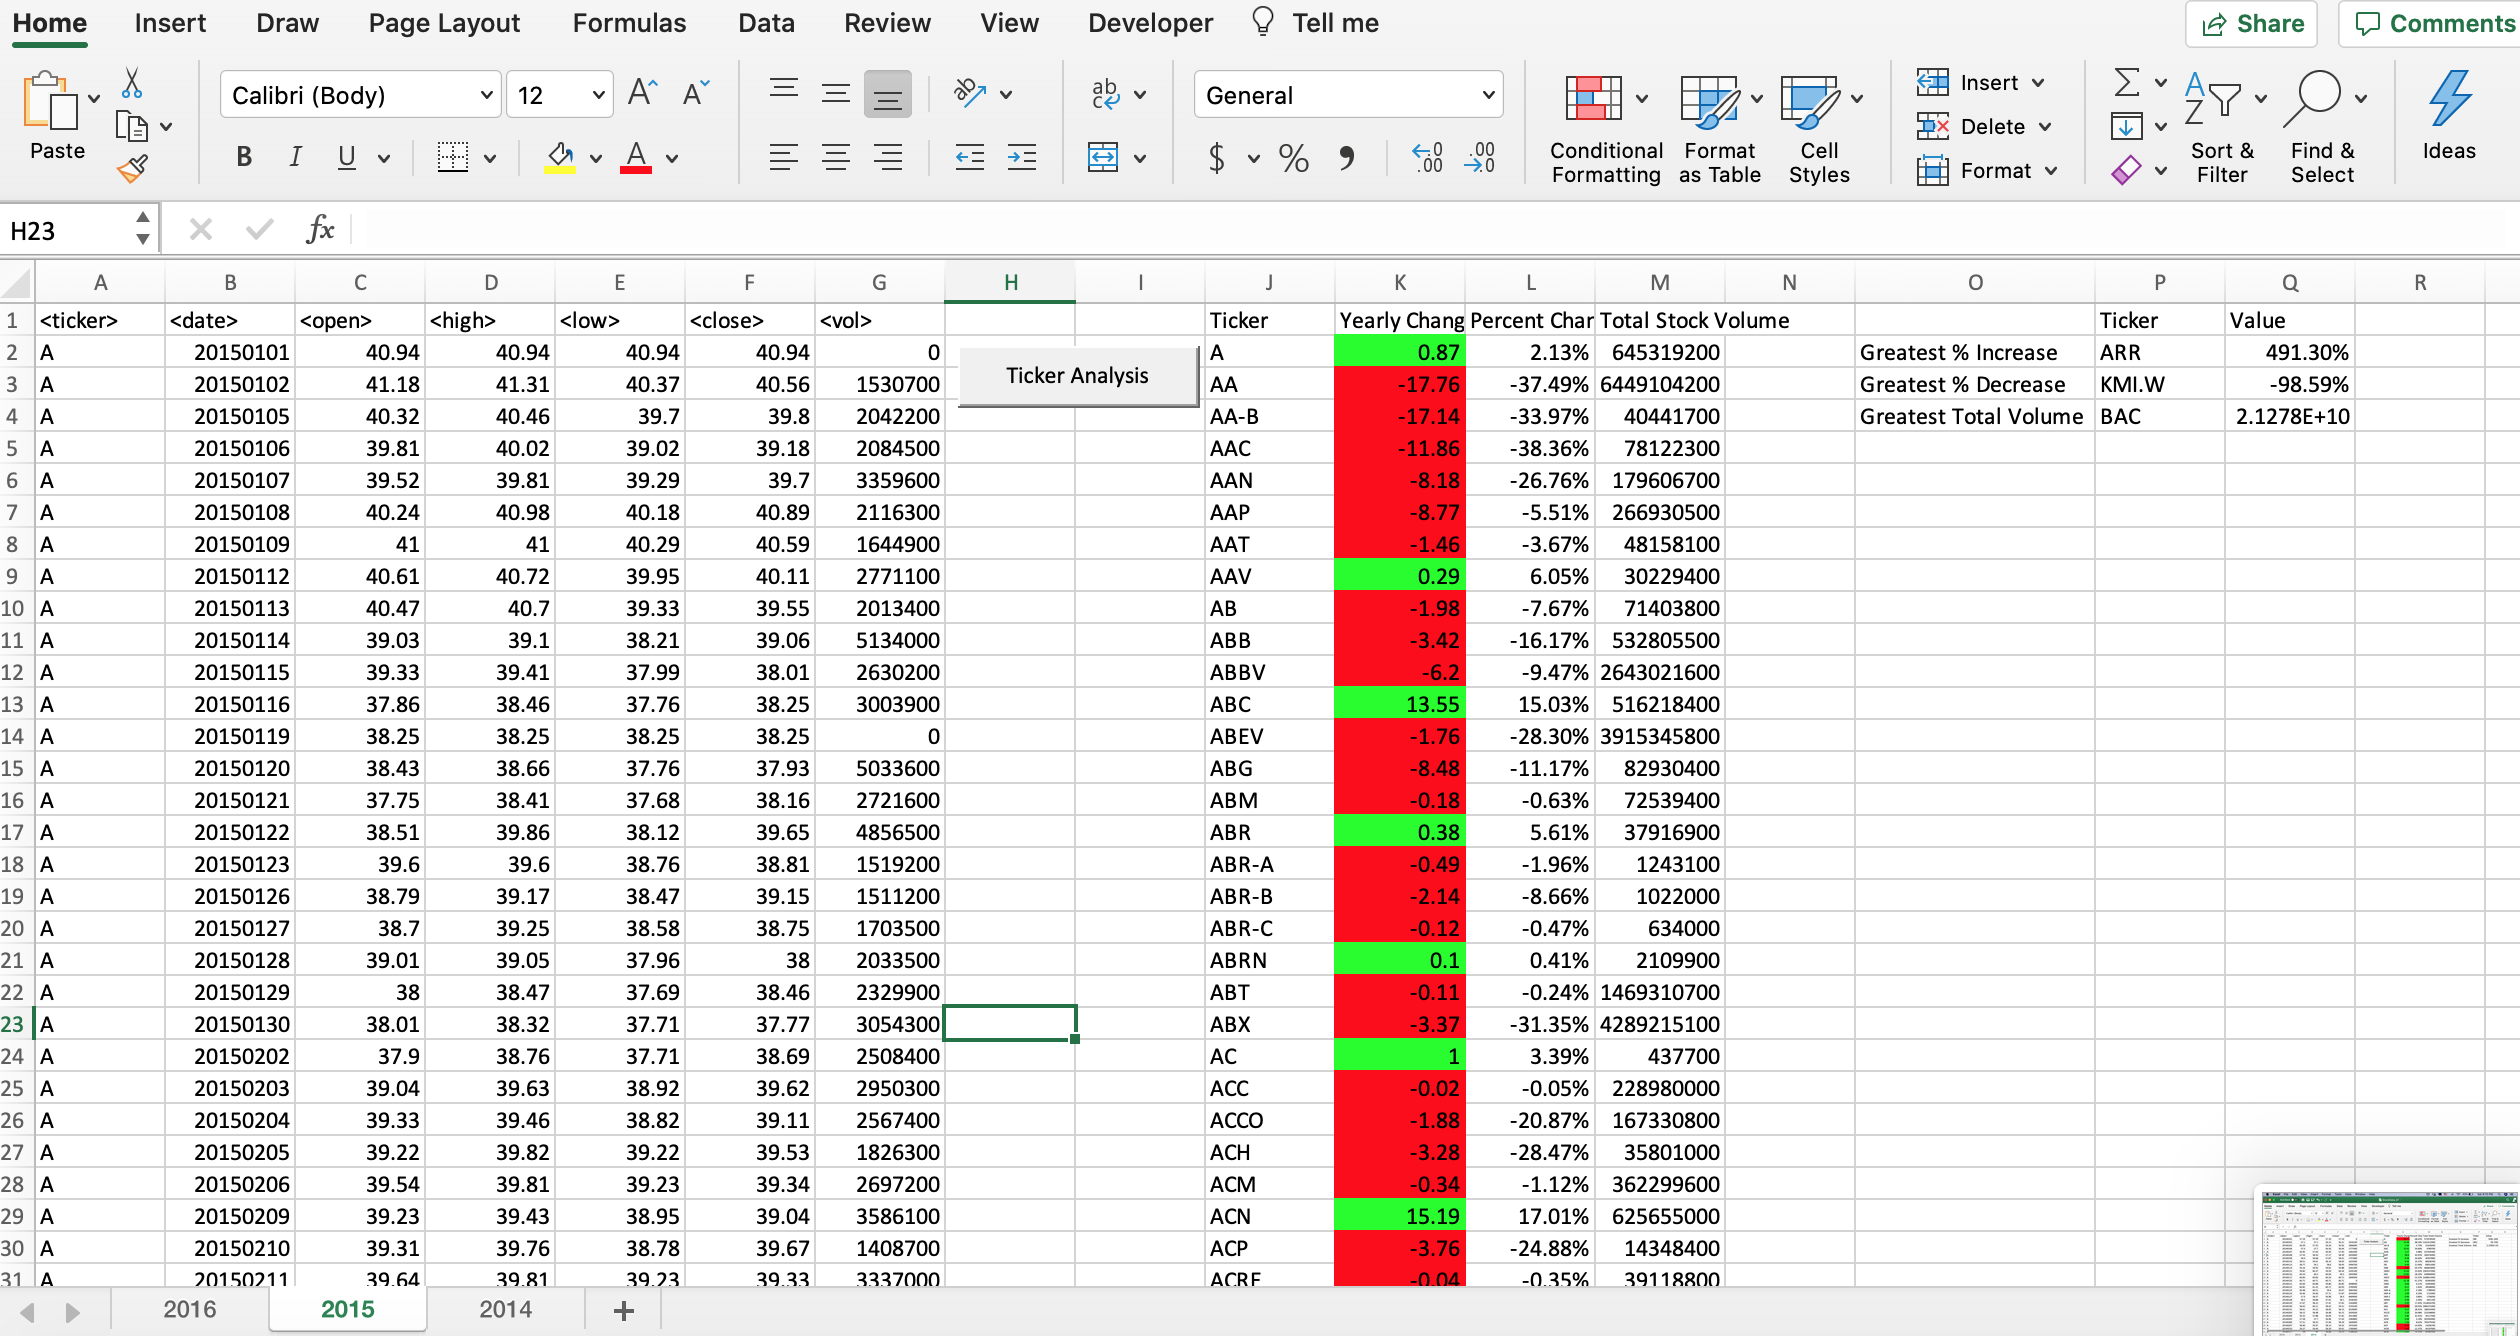 Home Insert Draw Page Layout Formulas Data Review View Developer Tell me Share Comments
Calibri (Body) 12 General Insert
Delete
Paste B I U $ % Conditional Formatting Format as Table Cell Styles Format Sort & Filter Find & Select Ideas
H23 fx
A B C D E F G H I J K L M N O P Q R
1 <ticker> <date> <open> <high> <low> <close> <vol> Ticker Yearly Chang Percent Char Total Stock Volume Ticker Value
2 A 20150101 40.94 40.94 40.94 40.94 0 A 0.87 2.13% 645319200 Greatest % Increase ARR 491.30%
Ticker Analysis
3 A 20150102 41.18 41.31 40.37 40.56 1530700 AA -17.76 -37.49% 6449104200 Greatest % Decrease KMI.W -98.59%
4 A 20150105 40.32 40.46 39.7 39.8 2042200 AA-B -17.14 -33.97% 40441700 Greatest Total Volume BAC 2.1278E+10
5 A 20150106 39.81 40.02 39.02 39.18 2084500 AAC -11.86 -38.36% 78122300
6 A 20150107 39.52 39.81 39.29 39.7 3359600 AAN -8.18 -26.76% 179606700
7 A 20150108 40.24 40.98 40.18 40.89 2116300 AAP -8.77 -5.51% 266930500
8 A 20150109 41 41 40.29 40.59 1644900 AAT -1.46 -3.67% 48158100
9 A 20150112 40.61 40.72 39.95 40.11 2771100 AAV 0.29 6.05% 30229400
10 A 20150113 40.47 40.7 39.33 39.55 2013400 AB -1.98 -7.67% 71403800
11 A 20150114 39.03 39.1 38.21 39.06 5134000 ABB -3.42 -16.17% 532805500
12 A 20150115 39.33 39.41 37.99 38.01 2630200 ABBV -6.2 -9.47% 2643021600
13 A 20150116 37.86 38.46 37.76 38.25 3003900 ABC 13.55 15.03% 516218400
14 A 20150119 38.25 38.25 38.25 38.25 0 ABEV -1.76 -28.30% 3915345800
15 A 20150120 38.43 38.66 37.76 37.93 5033600 ABG -8.48 -11.17% 82930400
16 A 20150121 37.75 38.41 37.68 38.16 2721600 ABM -0.18 -0.63% 72539400
17 A 20150122 38.51 39.86 38.12 39.65 4856500 ABR 0.38 5.61% 37916900
18 A 20150123 39.6 39.6 38.76 38.81 1519200 ABR-A -0.49 -1.96% 1243100
19 A 20150126 38.79 39.17 38.47 39.15 1511200 ABR-B -2.14 -8.66% 1022000
20 A 20150127 38.7 39.25 38.58 38.75 1703500 ABR-C -0.12 -0.47% 634000
21 A 20150128 39.01 39.05 37.96 38 2033500 ABRN 0.1 0.41% 2109900
22 A 20150129 38 38.47 37.69 38.46 2329900 ABT -0.11 -0.24% 1469310700
23 A 20150130 38.01 38.32 37.71 37.77 3054300 ABX -3.37 -31.35% 4289215100
24 A 20150202 37.9 38.76 37.71 38.69 2508400 AC 1 3.39% 437700
25 A 20150203 39.04 39.63 38.92 39.62 2950300 ACC -0.02 -0.05% 228980000
26 A 20150204 39.33 39.46 38.82 39.11 2567400 ACCO -1.88 -20.87% 167330800
27 A 20150205 39.22 39.82 39.22 39.53 1826300 ACH -3.28 -28.47% 35801000
28 A 20150206 39.54 39.81 39.23 39.34 2697200 ACM -0.34 -1.12% 362299600
29 A 20150209 39.23 39.43 38.95 39.04 3586100 ACN 15.19 17.01% 625655000
30 A 20150210 39.31 39.76 38.78 39.67 1408700 ACP -3.76 -24.88% 14348400
31 A 20150211 39.64 39.81 39.23 39.33 3337000 ACRE -0.04 -0.35% 39118800
2016 2015 2014 +